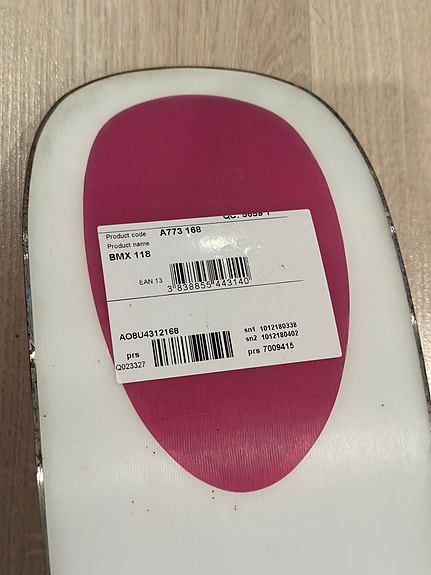 Product code A773 168
Product name
BMX 118
EAN 13
3 838855 443140
AO8U4312168
prs
Q023327
sn1 1012180338
sn2 1012180402
prs 7009415